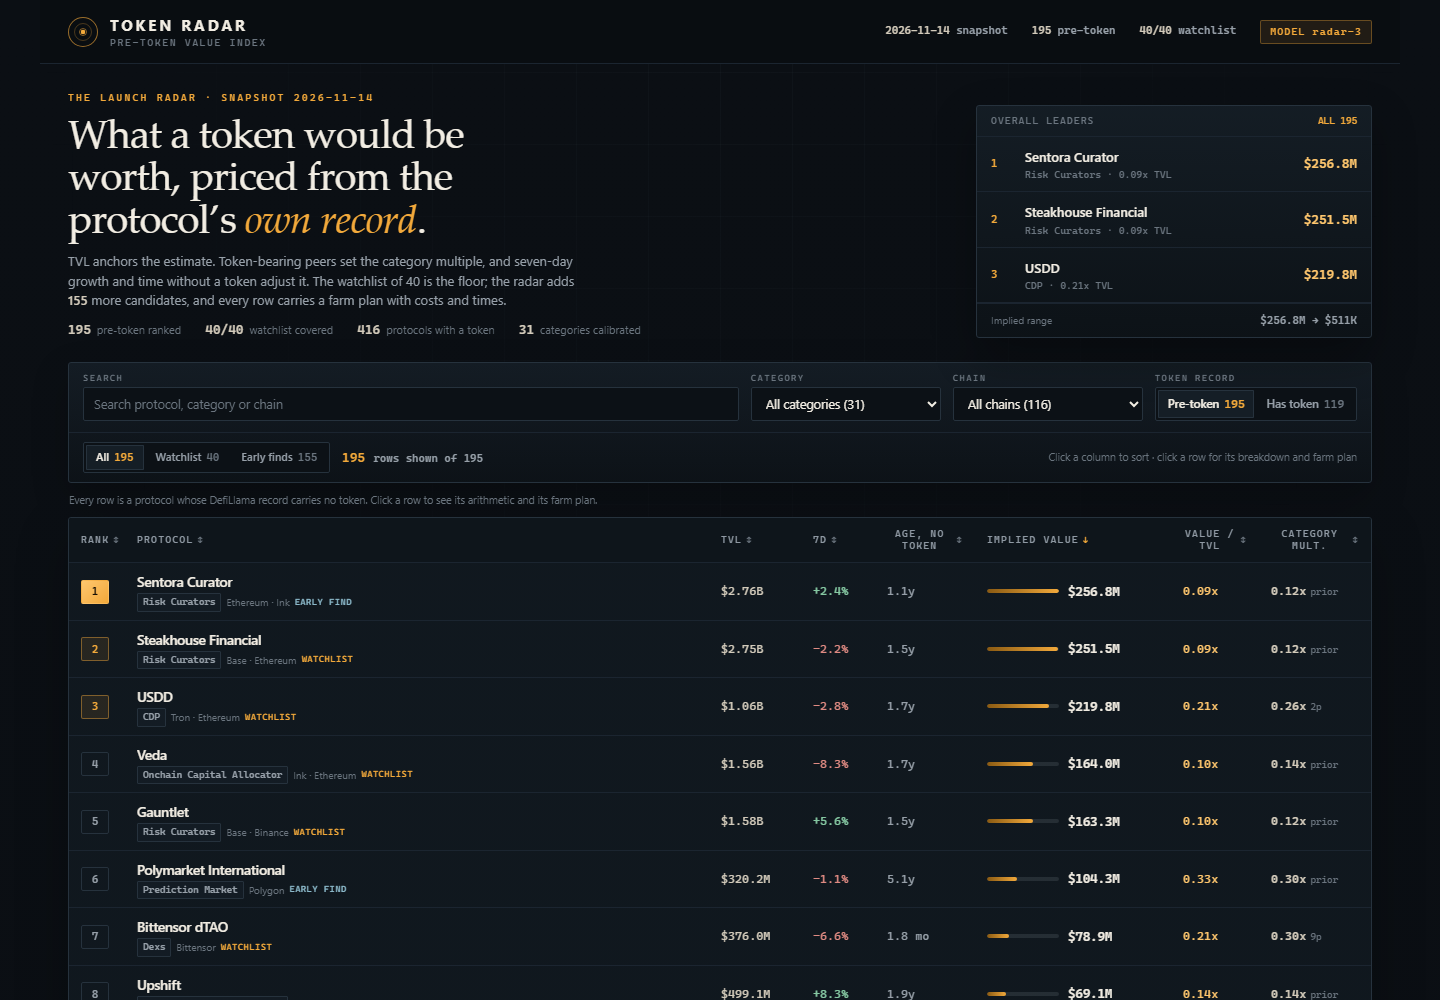 TOKEN RADAR
PRE-TOKEN VALUE INDEX
2026-11-14 snapshot 195 pre-token 40/40 watchlist MODEL radar-3
THE LAUNCH RADAR · SNAPSHOT 2026-11-14
What a token would be
worth, priced from the
protocol's own record.
TVL anchors the estimate. Token-bearing peers set the category multiple, and seven-day
growth and time without a token adjust it. The watchlist of 40 is the floor; the radar adds
155 more candidates, and every row carries a farm plan with costs and times.
195 pre-token ranked 40/40 watchlist covered 416 protocols with a token 31 categories calibrated
OVERALL LEADERS ALL 195
1 Sentora Curator $256.8M
Risk Curators · 0.09x TVL
2 Steakhouse Financial $251.5M
Risk Curators · 0.09x TVL
3 USDD $219.8M
CDP · 0.21x TVL
Implied range $256.8M → $511K
SEARCH CATEGORY CHAIN TOKEN RECORD
Search protocol, category or chain All categories (31) All chains (116) Pre-token 195 Has token 119
All 195 Watchlist 40 Early finds 155 195 rows shown of 195 Click a column to sort · click a row for its breakdown and farm plan
Every row is a protocol whose DefiLlama record carries no token. Click a row to see its arithmetic and its farm plan.
RANK ↕ PROTOCOL ↕ TVL ↕ 7D ↕ AGE, NO TOKEN ↕ IMPLIED VALUE ↓ VALUE / TVL ↕ CATEGORY MULT. ↕
1 Sentora Curator $2.76B +2.4% 1.1y $256.8M 0.09x 0.12x prior
Risk Curators Ethereum · Ink EARLY FIND
2 Steakhouse Financial $2.75B −2.2% 1.5y $251.5M 0.09x 0.12x prior
Risk Curators Base · Ethereum WATCHLIST
3 USDD $1.06B −2.8% 1.7y $219.8M 0.21x 0.26x 2p
CDP Tron · Ethereum WATCHLIST
4 Veda $1.56B −8.3% 1.7y $164.0M 0.10x 0.14x prior
Onchain Capital Allocator Ink · Ethereum WATCHLIST
5 Gauntlet $1.58B +5.6% 1.5y $163.3M 0.10x 0.12x prior
Risk Curators Base · Binance WATCHLIST
6 Polymarket International $320.2M −1.1% 5.1y $104.3M 0.33x 0.30x prior
Prediction Market Polygon EARLY FIND
7 Bittensor dTAO $376.0M −6.6% 1.8 mo $78.9M 0.21x 0.30x 9p
Dexs Bittensor WATCHLIST
8 Upshift $499.1M +8.3% 1.9y $69.1M 0.14x 0.14x prior